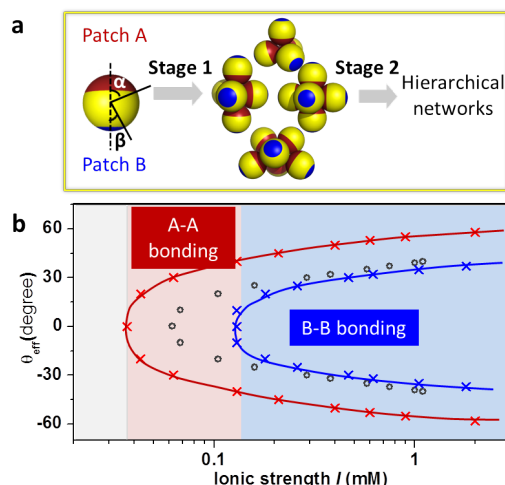 a
Patch A
α
β
Patch B
Stage 1
Stage 2
Hierarchical
networks
b
A-A
bonding
B-B bonding
60
30
0
-30
-60
θeff(degree)
0.1
1
Ionic strength I (mM)